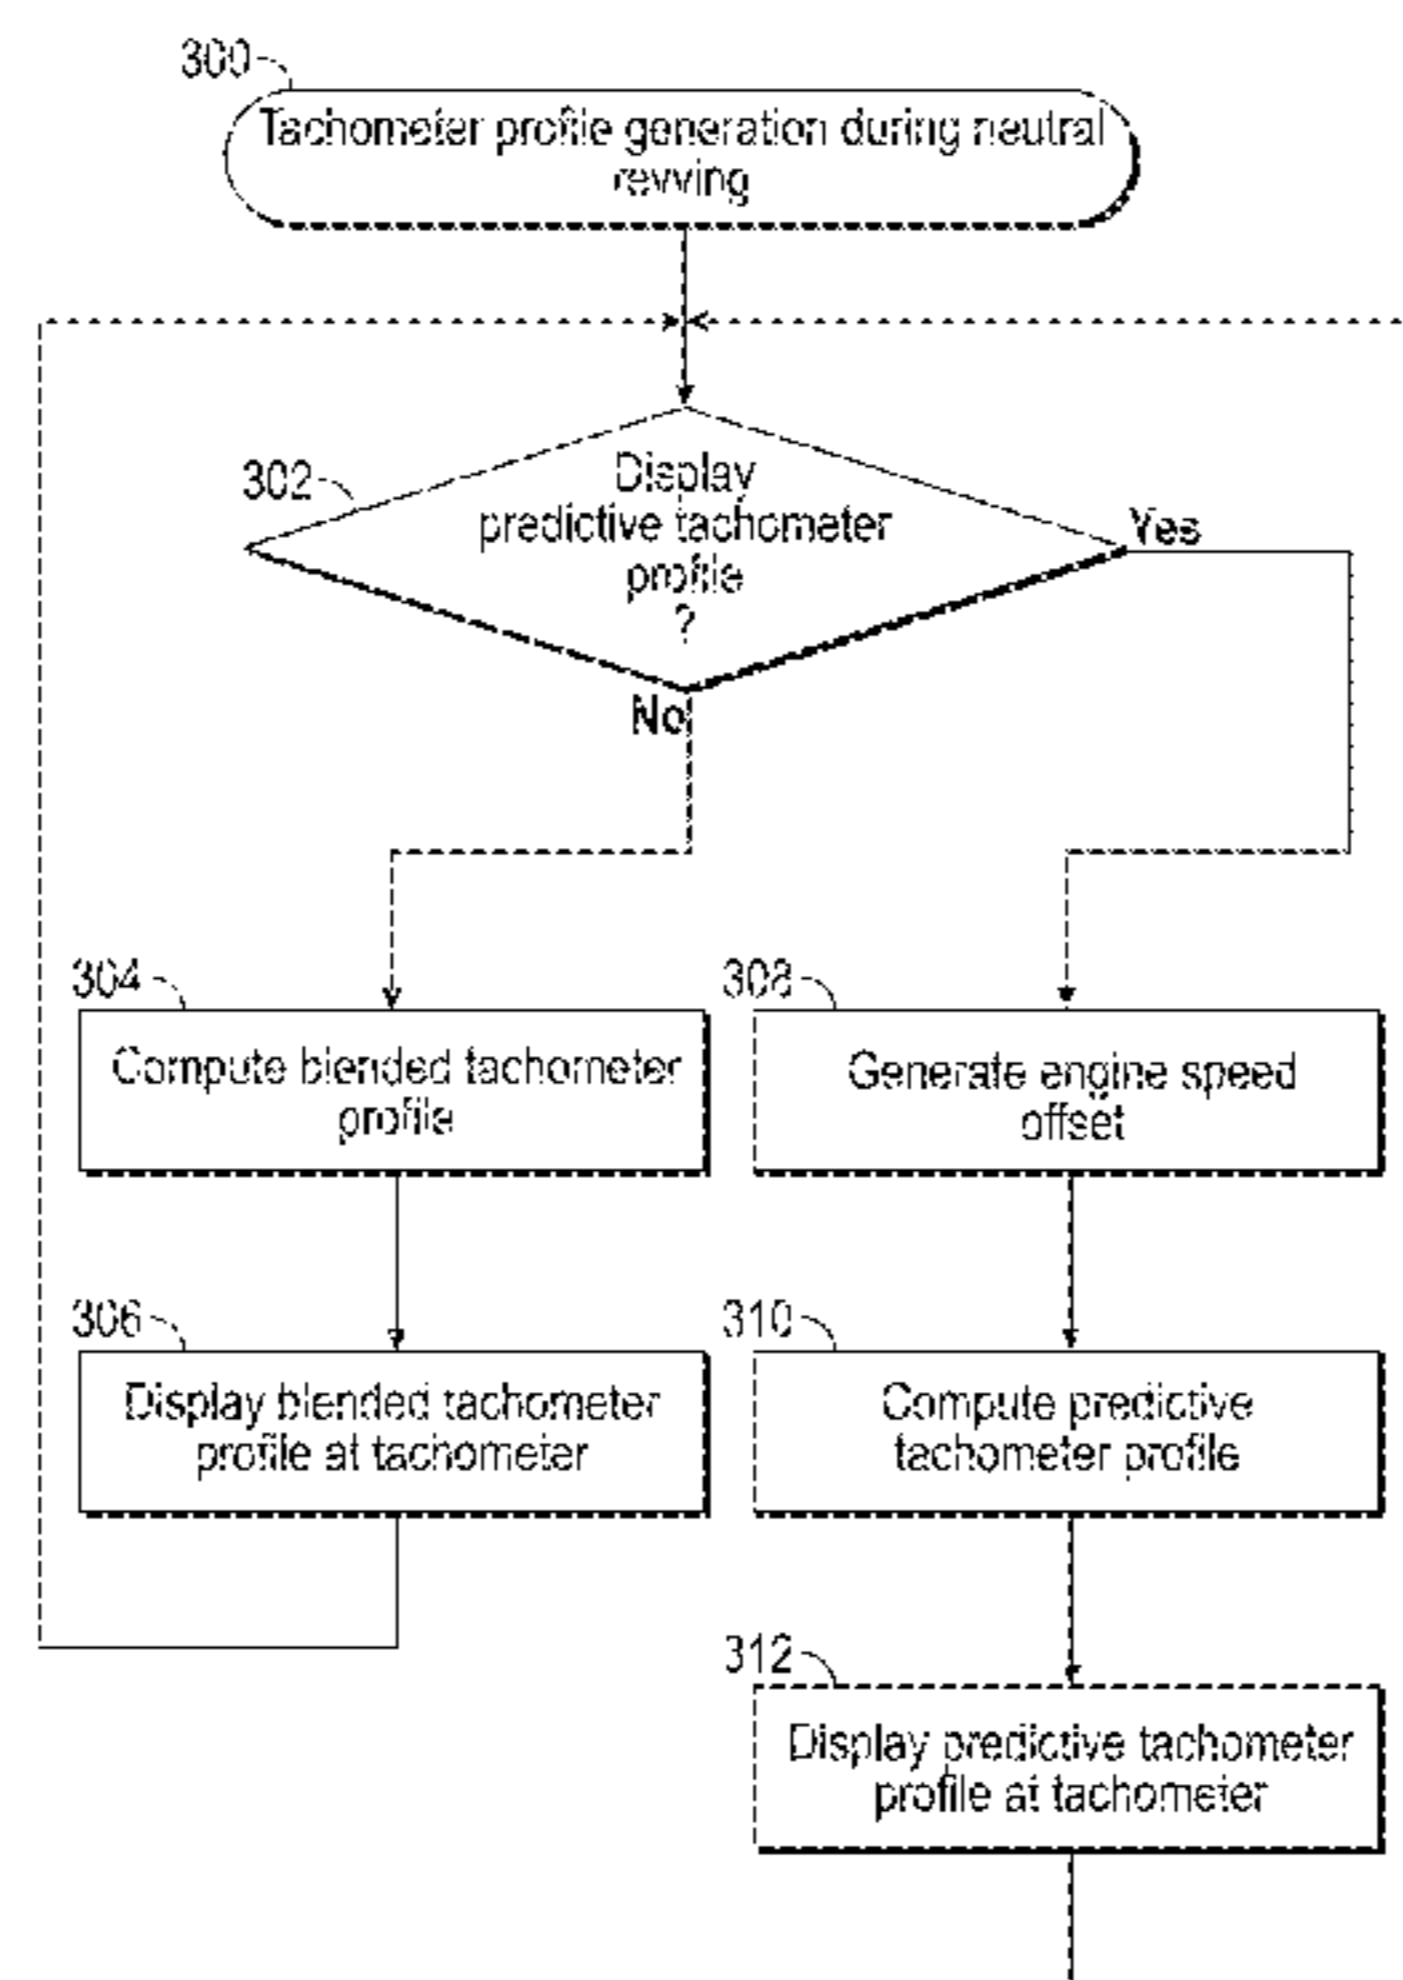 300
Tachometer profile generation during neutral
revving
302
Display
predictive tachometer
profile
?
Yes
No
304
Compute blended tachometer
profile
308
Generate engine speed
offset
306
Display blended tachometer
profile at tachometer
310
Compute predictive
tachometer profile
312
Display predictive tachometer
profile at tachometer